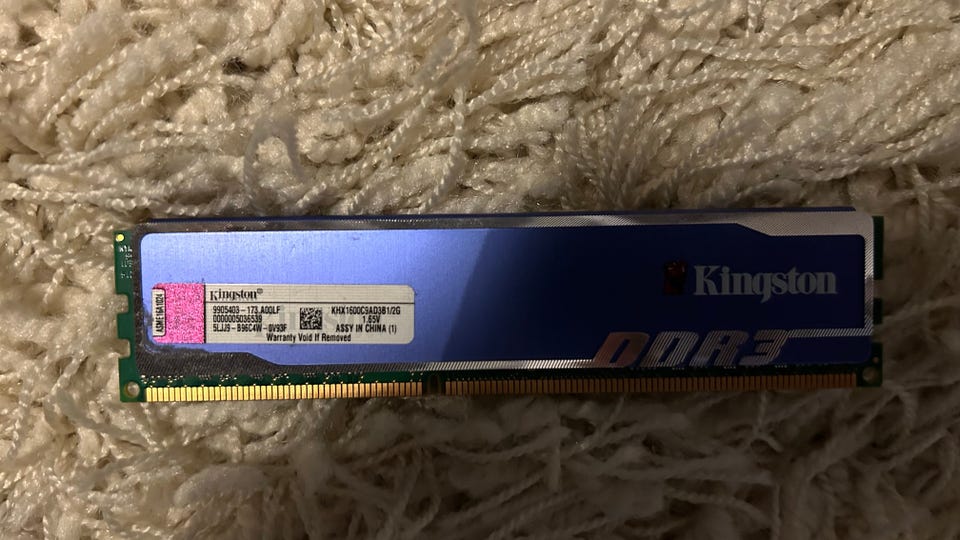 Kingston
DDR3
Kingston®
9905403-173.A00LF
KHX1600C9AD3B1/2G
0000005036539
1.65V
5LJJ9-B96C4W-0V93F
ASSY IN CHINA (1)
Warranty Void If Removed